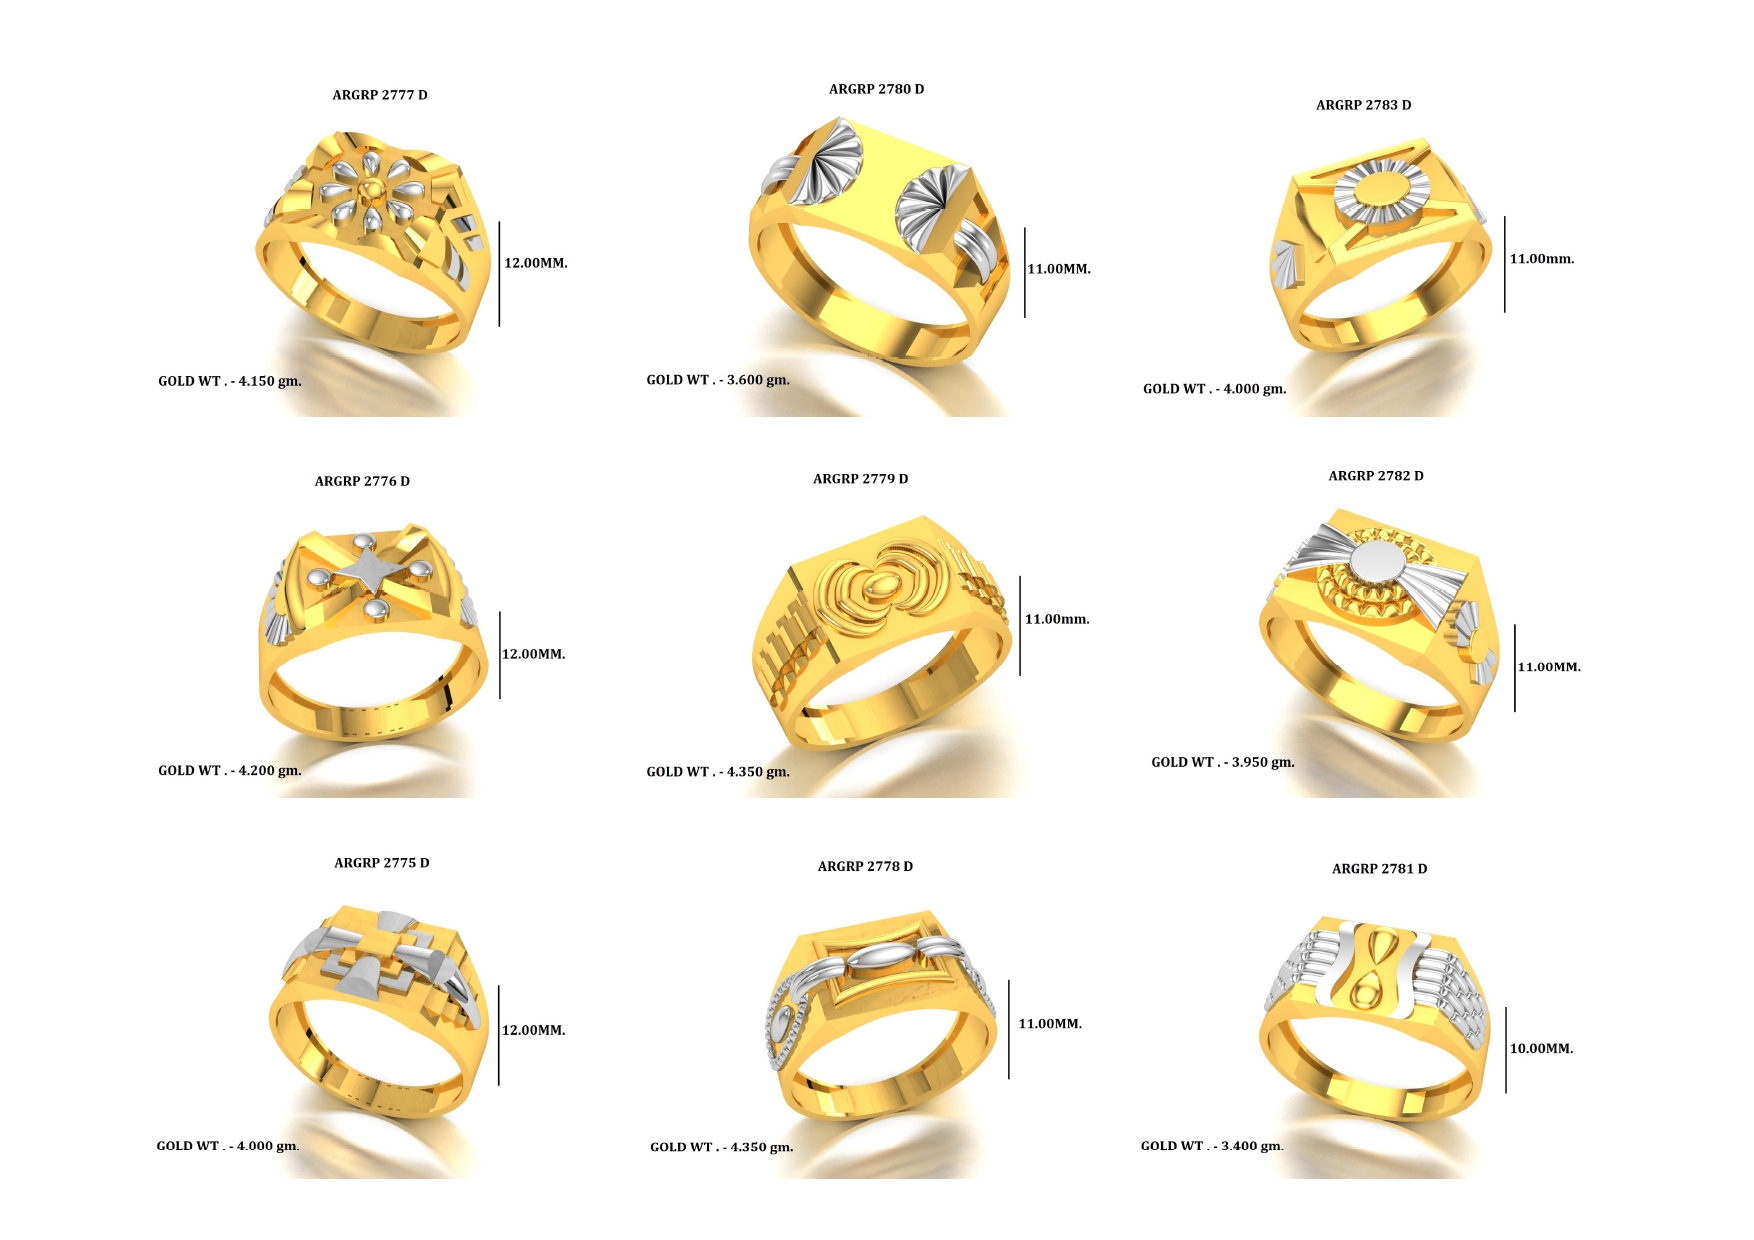 ARGRP 2777 D
12.00MM.
GOLD WT . - 4.150 gm.
ARGRP 2780 D
11.00MM.
GOLD WT . - 3.600 gm.
ARGRP 2783 D
11.00mm.
GOLD WT . - 4.000 gm.
ARGRP 2776 D
12.00MM.
GOLD WT . - 4.200 gm.
ARGRP 2779 D
11.00mm.
GOLD WT . - 4.350 gm.
ARGRP 2782 D
11.00MM.
GOLD WT . - 3.950 gm.
ARGRP 2775 D
12.00MM.
GOLD WT . - 4.000 gm.
ARGRP 2778 D
11.00MM.
GOLD WT . - 4.350 gm.
ARGRP 2781 D
10.00MM.
GOLD WT . - 3.400 gm.